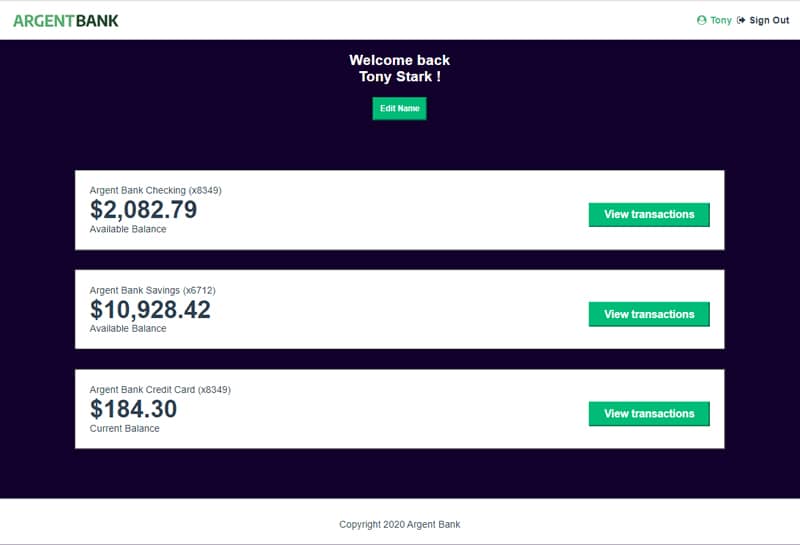 ARGENTBANK
Tony Sign Out
Welcome back
Tony Stark !
Edit Name
Argent Bank Checking (x8349)
$2,082.79
Available Balance
View transactions
Argent Bank Savings (x6712)
$10,928.42
Available Balance
View transactions
Argent Bank Credit Card (x8349)
$184.30
Current Balance
View transactions
Copyright 2020 Argent Bank